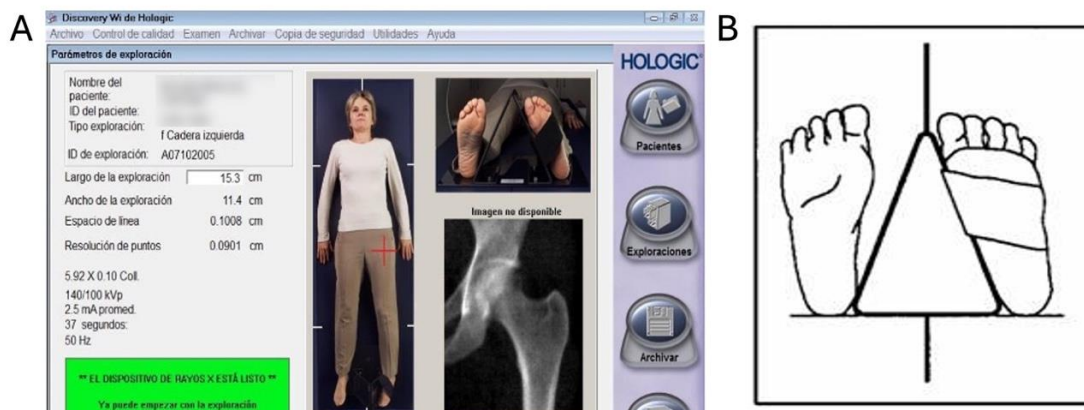 A
Discovery Wi de Hologic
Archivo Control de calidad Examen Archivar Copia de seguridad Utilidades Ayuda
Parámetros de exploración
Nombre del
paciente:
ID del paciente:
Tipo exploración: f Cadera izquierda
ID de exploración: A07102005
Largo de la exploración 15.3 cm
Ancho de la exploración 11.4 cm
Espacio de línea 0.1008 cm
Resolución de puntos 0.0901 cm
5.92 X 0.10 Coll.
140/100 kVp
2.5 mA promed.
37 segundos:
50 Hz
** EL DISPOSITIVO DE RAYOS X ESTÁ LISTO **
Ya puede empezar con la exploración
Imagen no disponible
HOLOGIC®
Pacientes
Exploraciones
Archivar
B